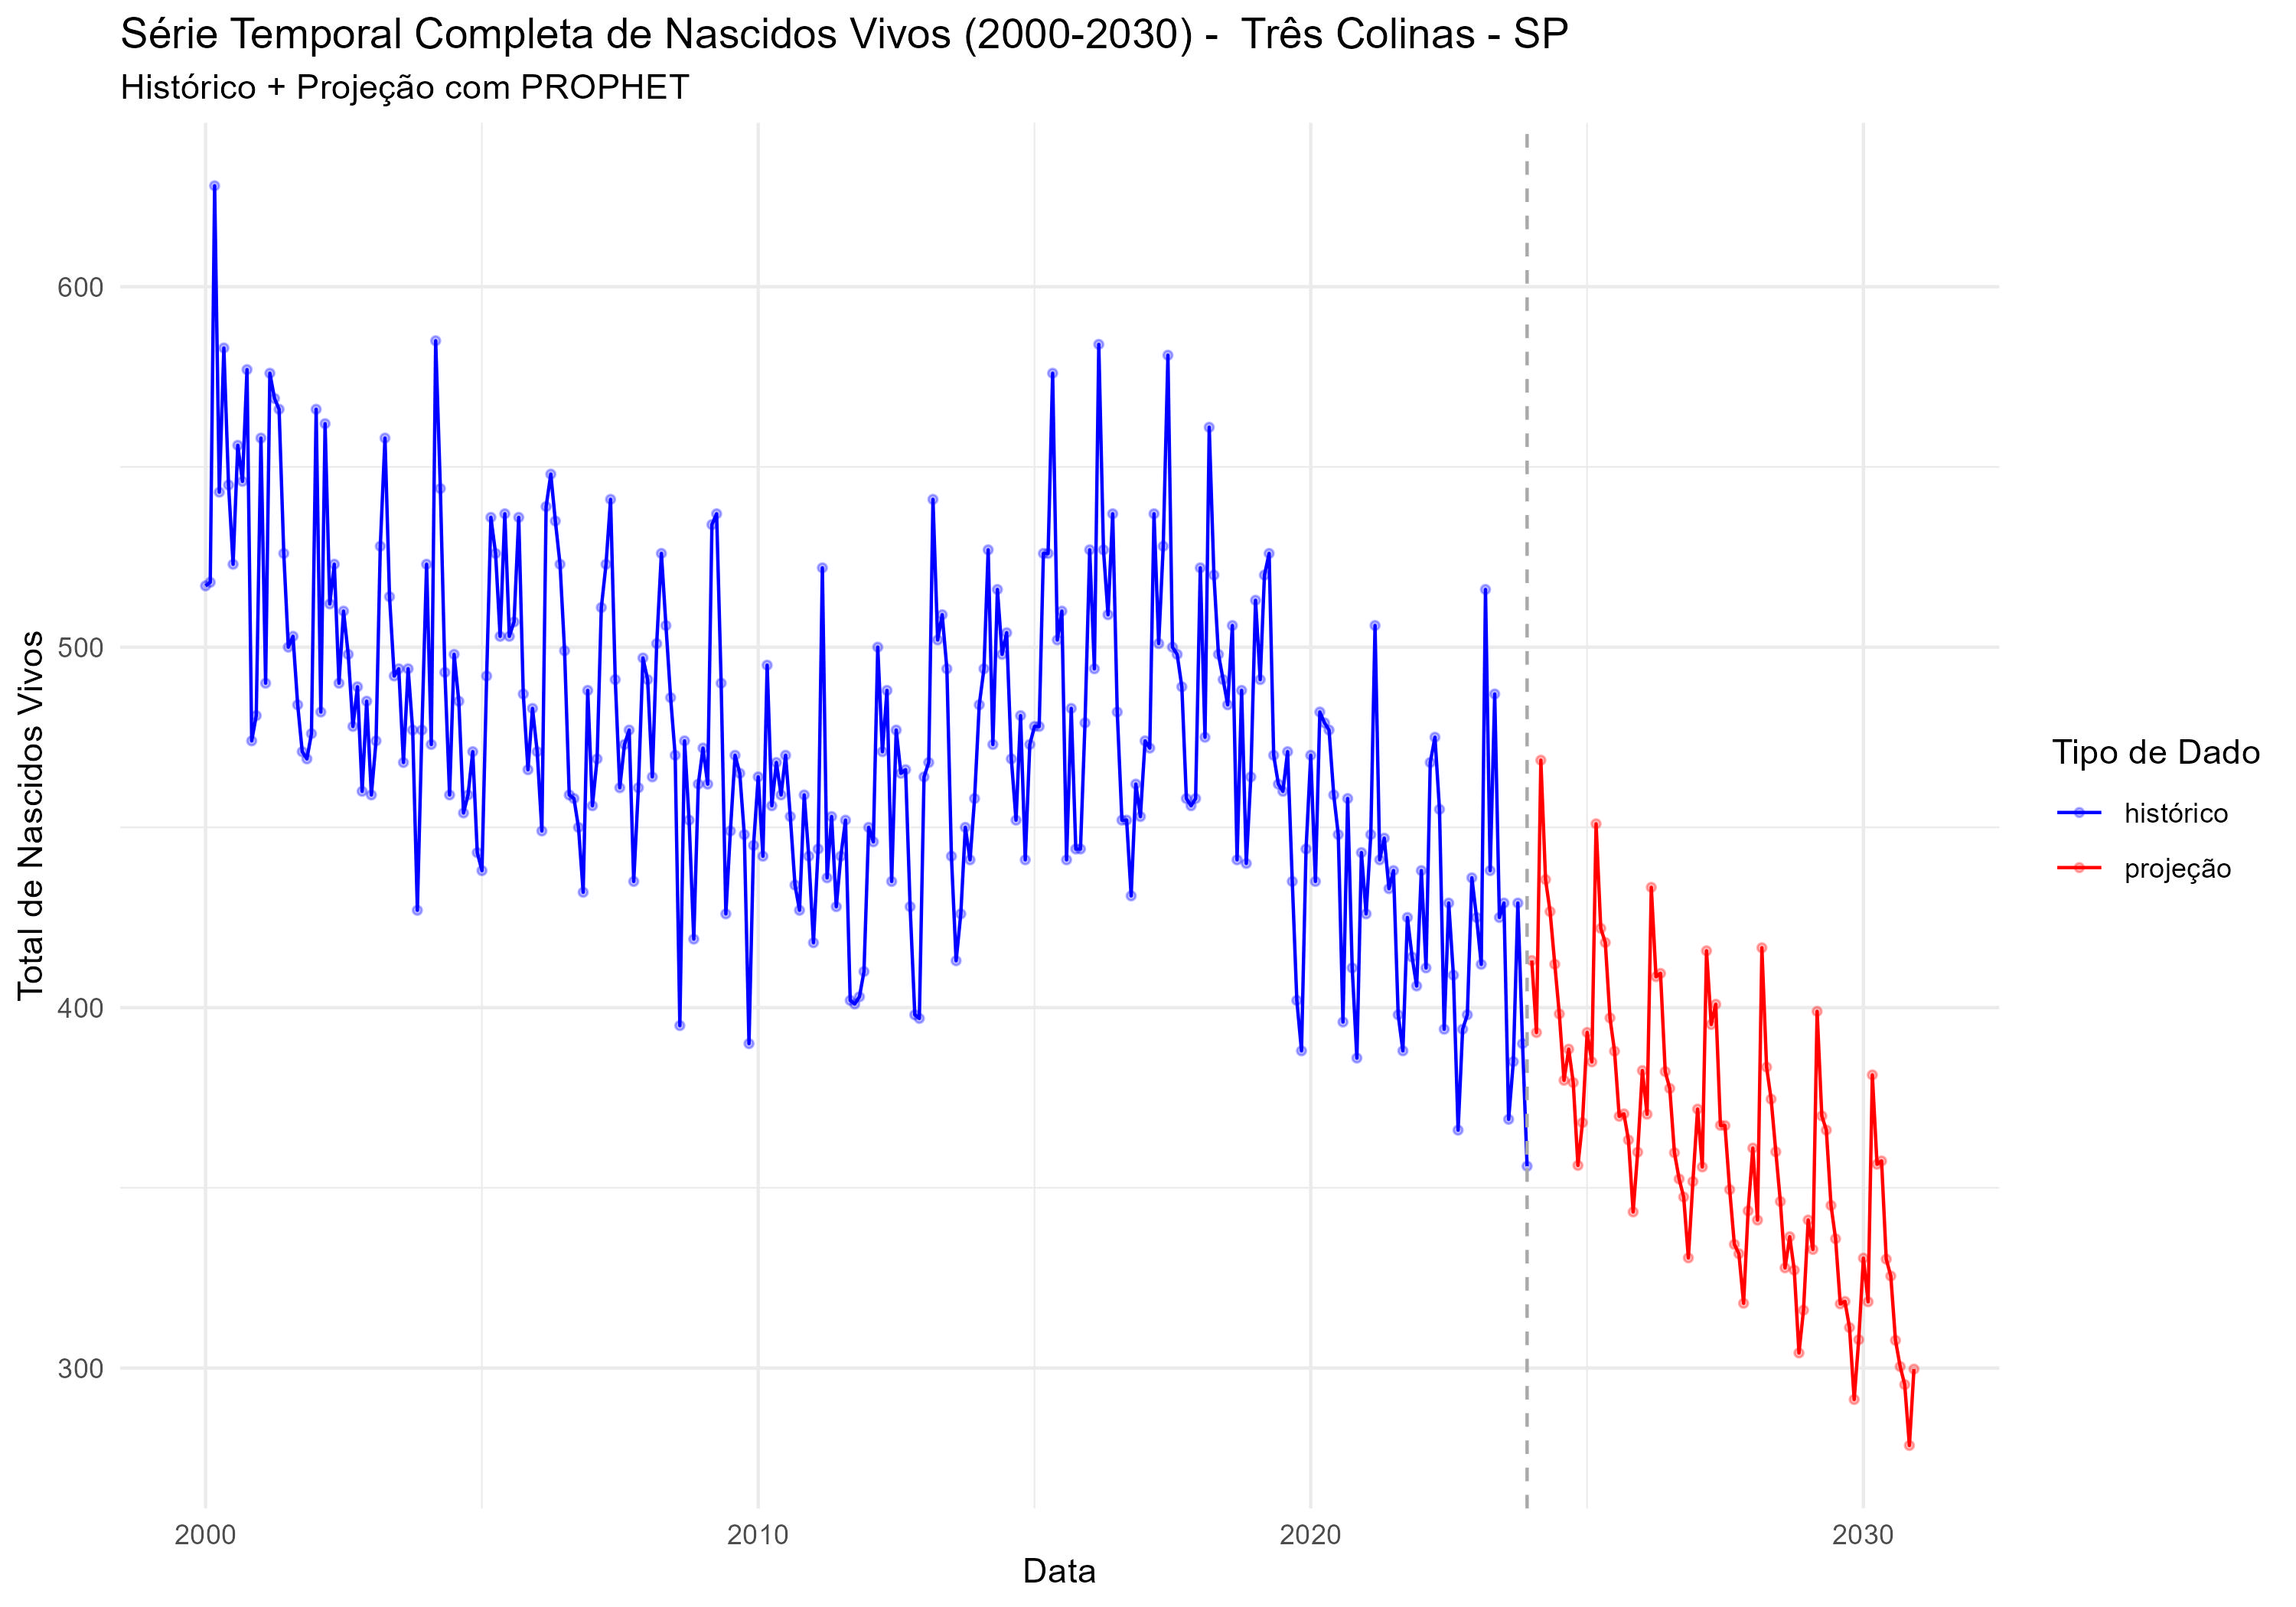 Série Temporal Completa de Nascidos Vivos (2000-2030) -  Três Colinas - SP
Histórico + Projeção com PROPHET
Total de Nascidos Vivos
600
500
400
300
2000
2010
2020
2030
Data
Tipo de Dado
histórico
projeção